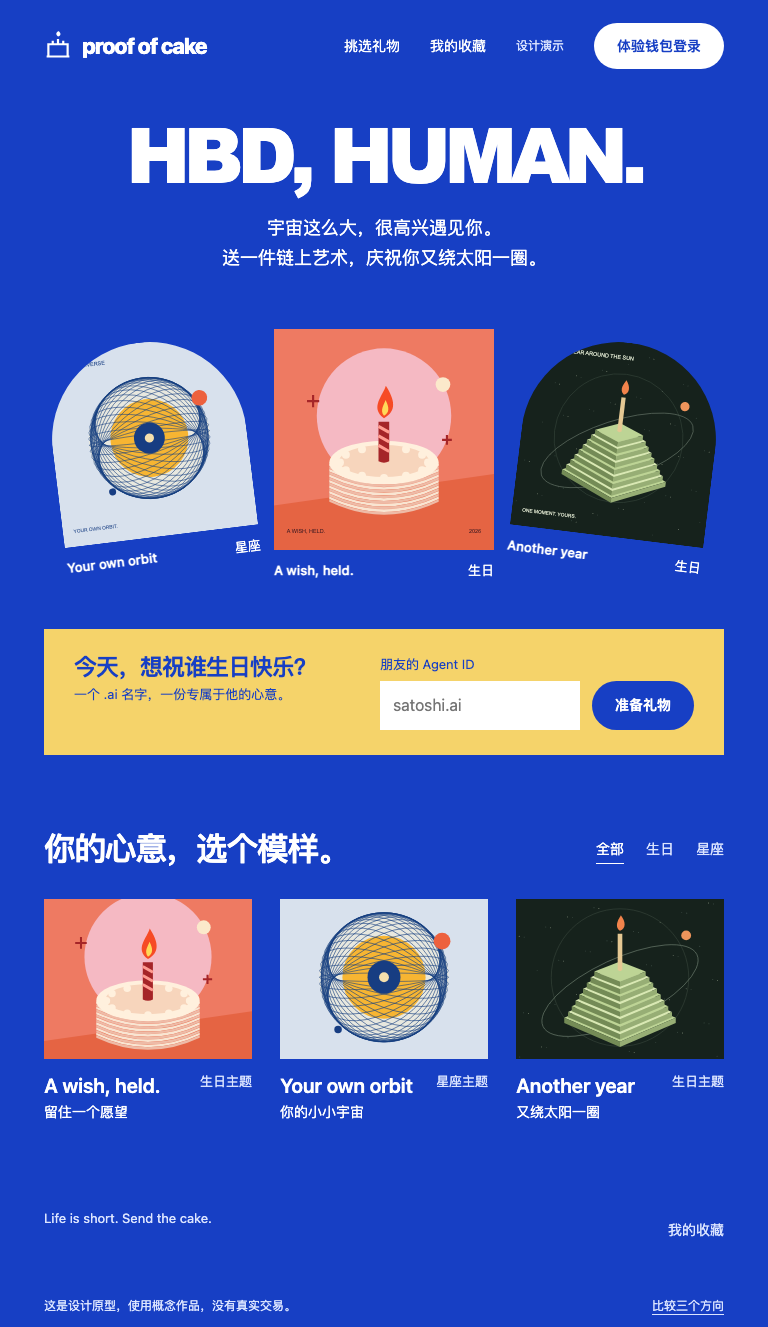 proof of cake
挑选礼物
我的收藏
设计演示
体验钱包登录
HBD, HUMAN.
宇宙这么大，很高兴遇见你。
送一件链上艺术，庆祝你又绕太阳一圈。
YOUR OWN ORBIT.
Your own orbit
星座
A WISH, HELD.
2026
A wish, held.
生日
AROUND THE SUN
ONE MOMENT. YOURS.
Another year
生日
今天，想祝谁生日快乐?
一个 .ai 名字，一份专属于他的心意。
朋友的 Agent ID
satoshi.ai
准备礼物
你的心意，选个模样。
全部
生日
星座
A wish, held.
生日主题
留住一个愿望
Your own orbit
星座主题
你的小小宇宙
Another year
生日主题
又绕太阳一圈
Life is short. Send the cake.
我的收藏
这是设计原型，使用概念作品，没有真实交易。
比较三个方向